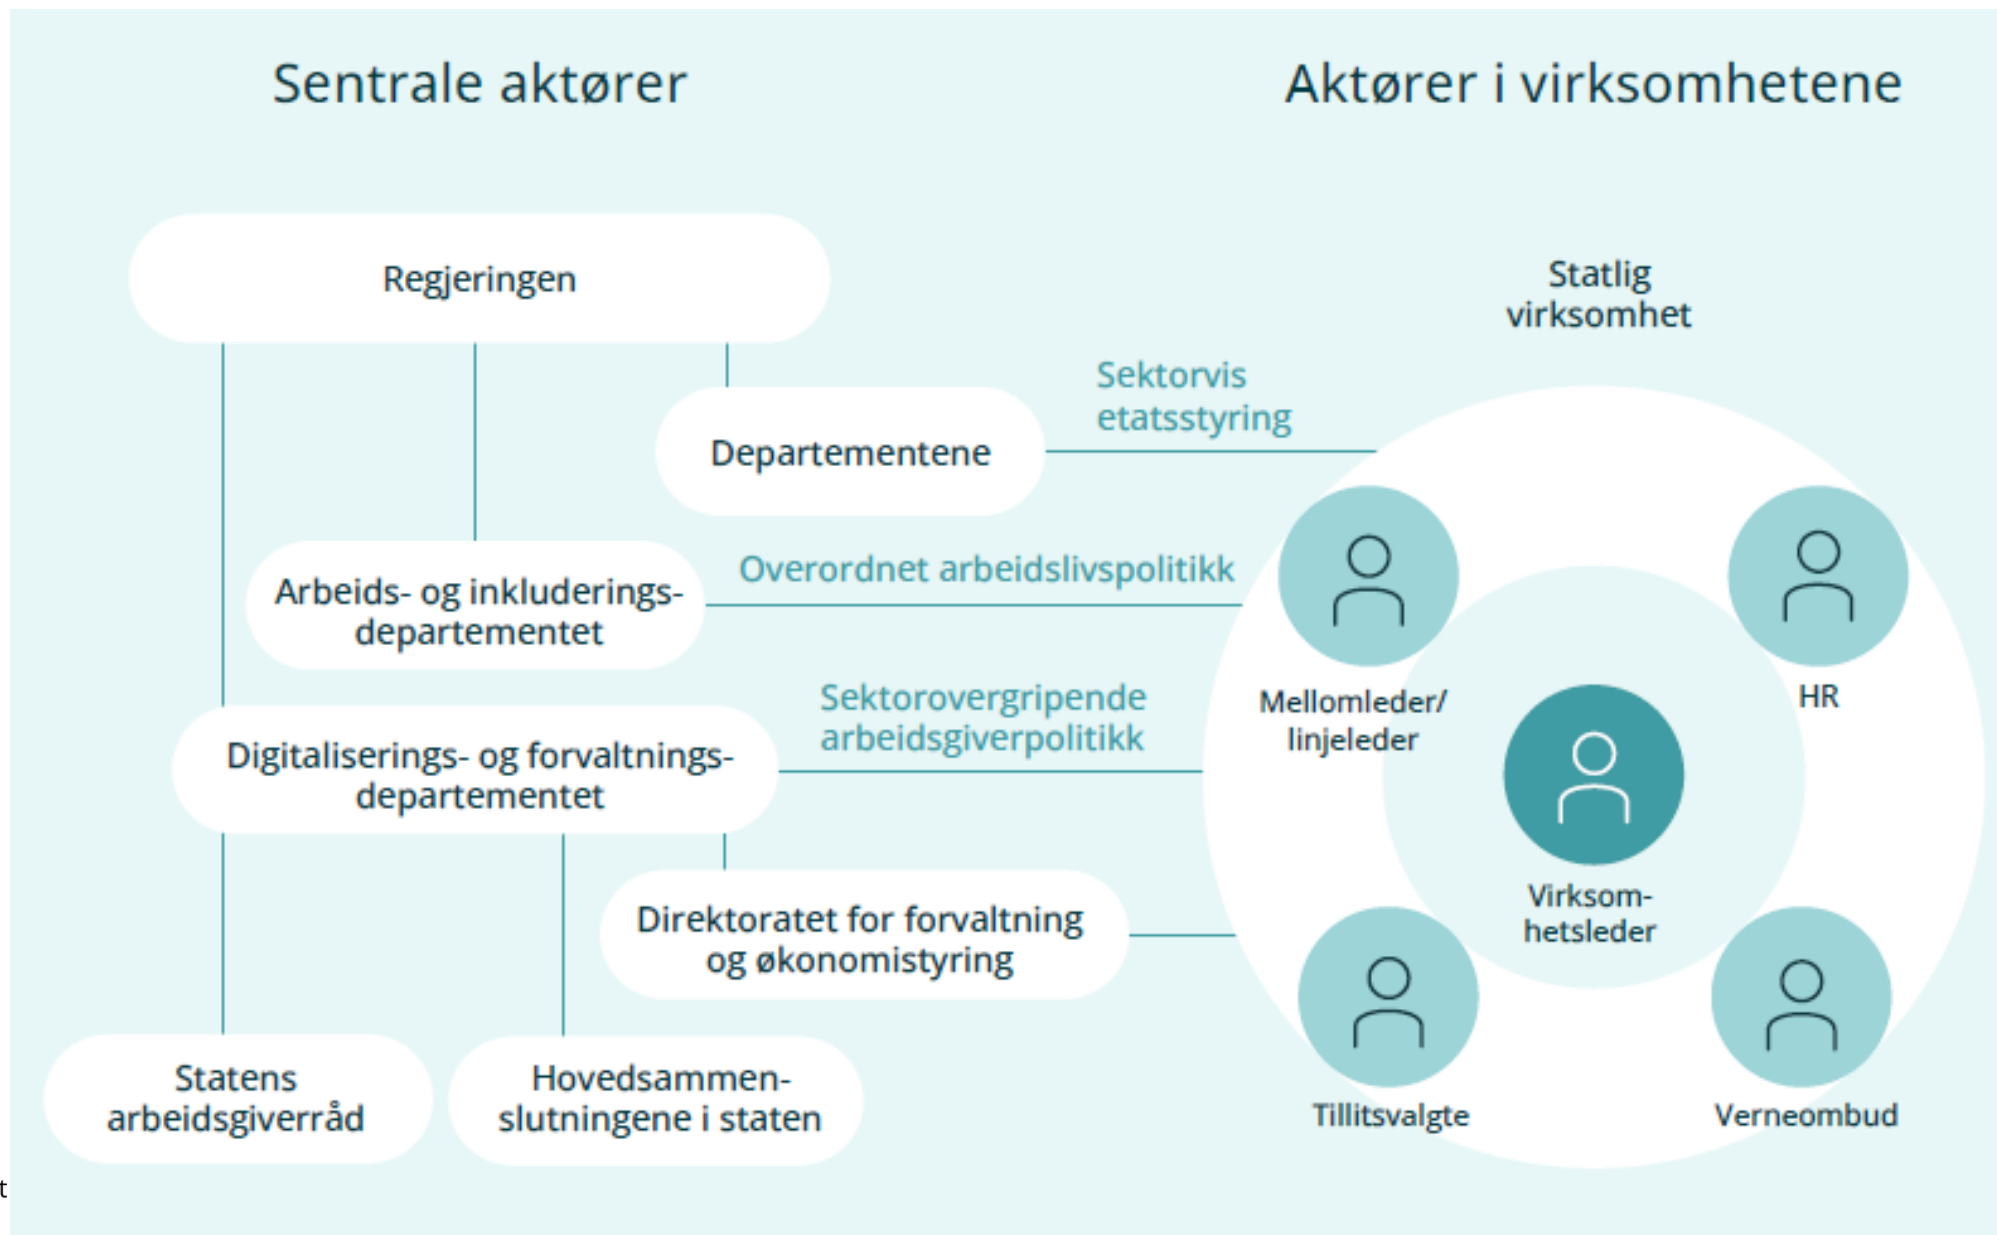 Sentrale aktører
Aktører i virksomhetene
Regjeringen
Departementene
Arbeids- og inkluderings-
departementet
Digitaliserings- og forvaltnings-
departementet
Direktoratet for forvaltning
og økonomistyring
Statens
arbeidsgiverråd
Hovedsammen-
slutningene i staten
Sektorvis
etatsstyring
Overordnet arbeidslivspolitikk
Sektorovergripende
arbeidsgiverpolitikk
Statlig
virksomhet
Mellomleder/
linjeleder
HR
Virksom-
hetsleder
Tillitsvalgte
Verneombud
t